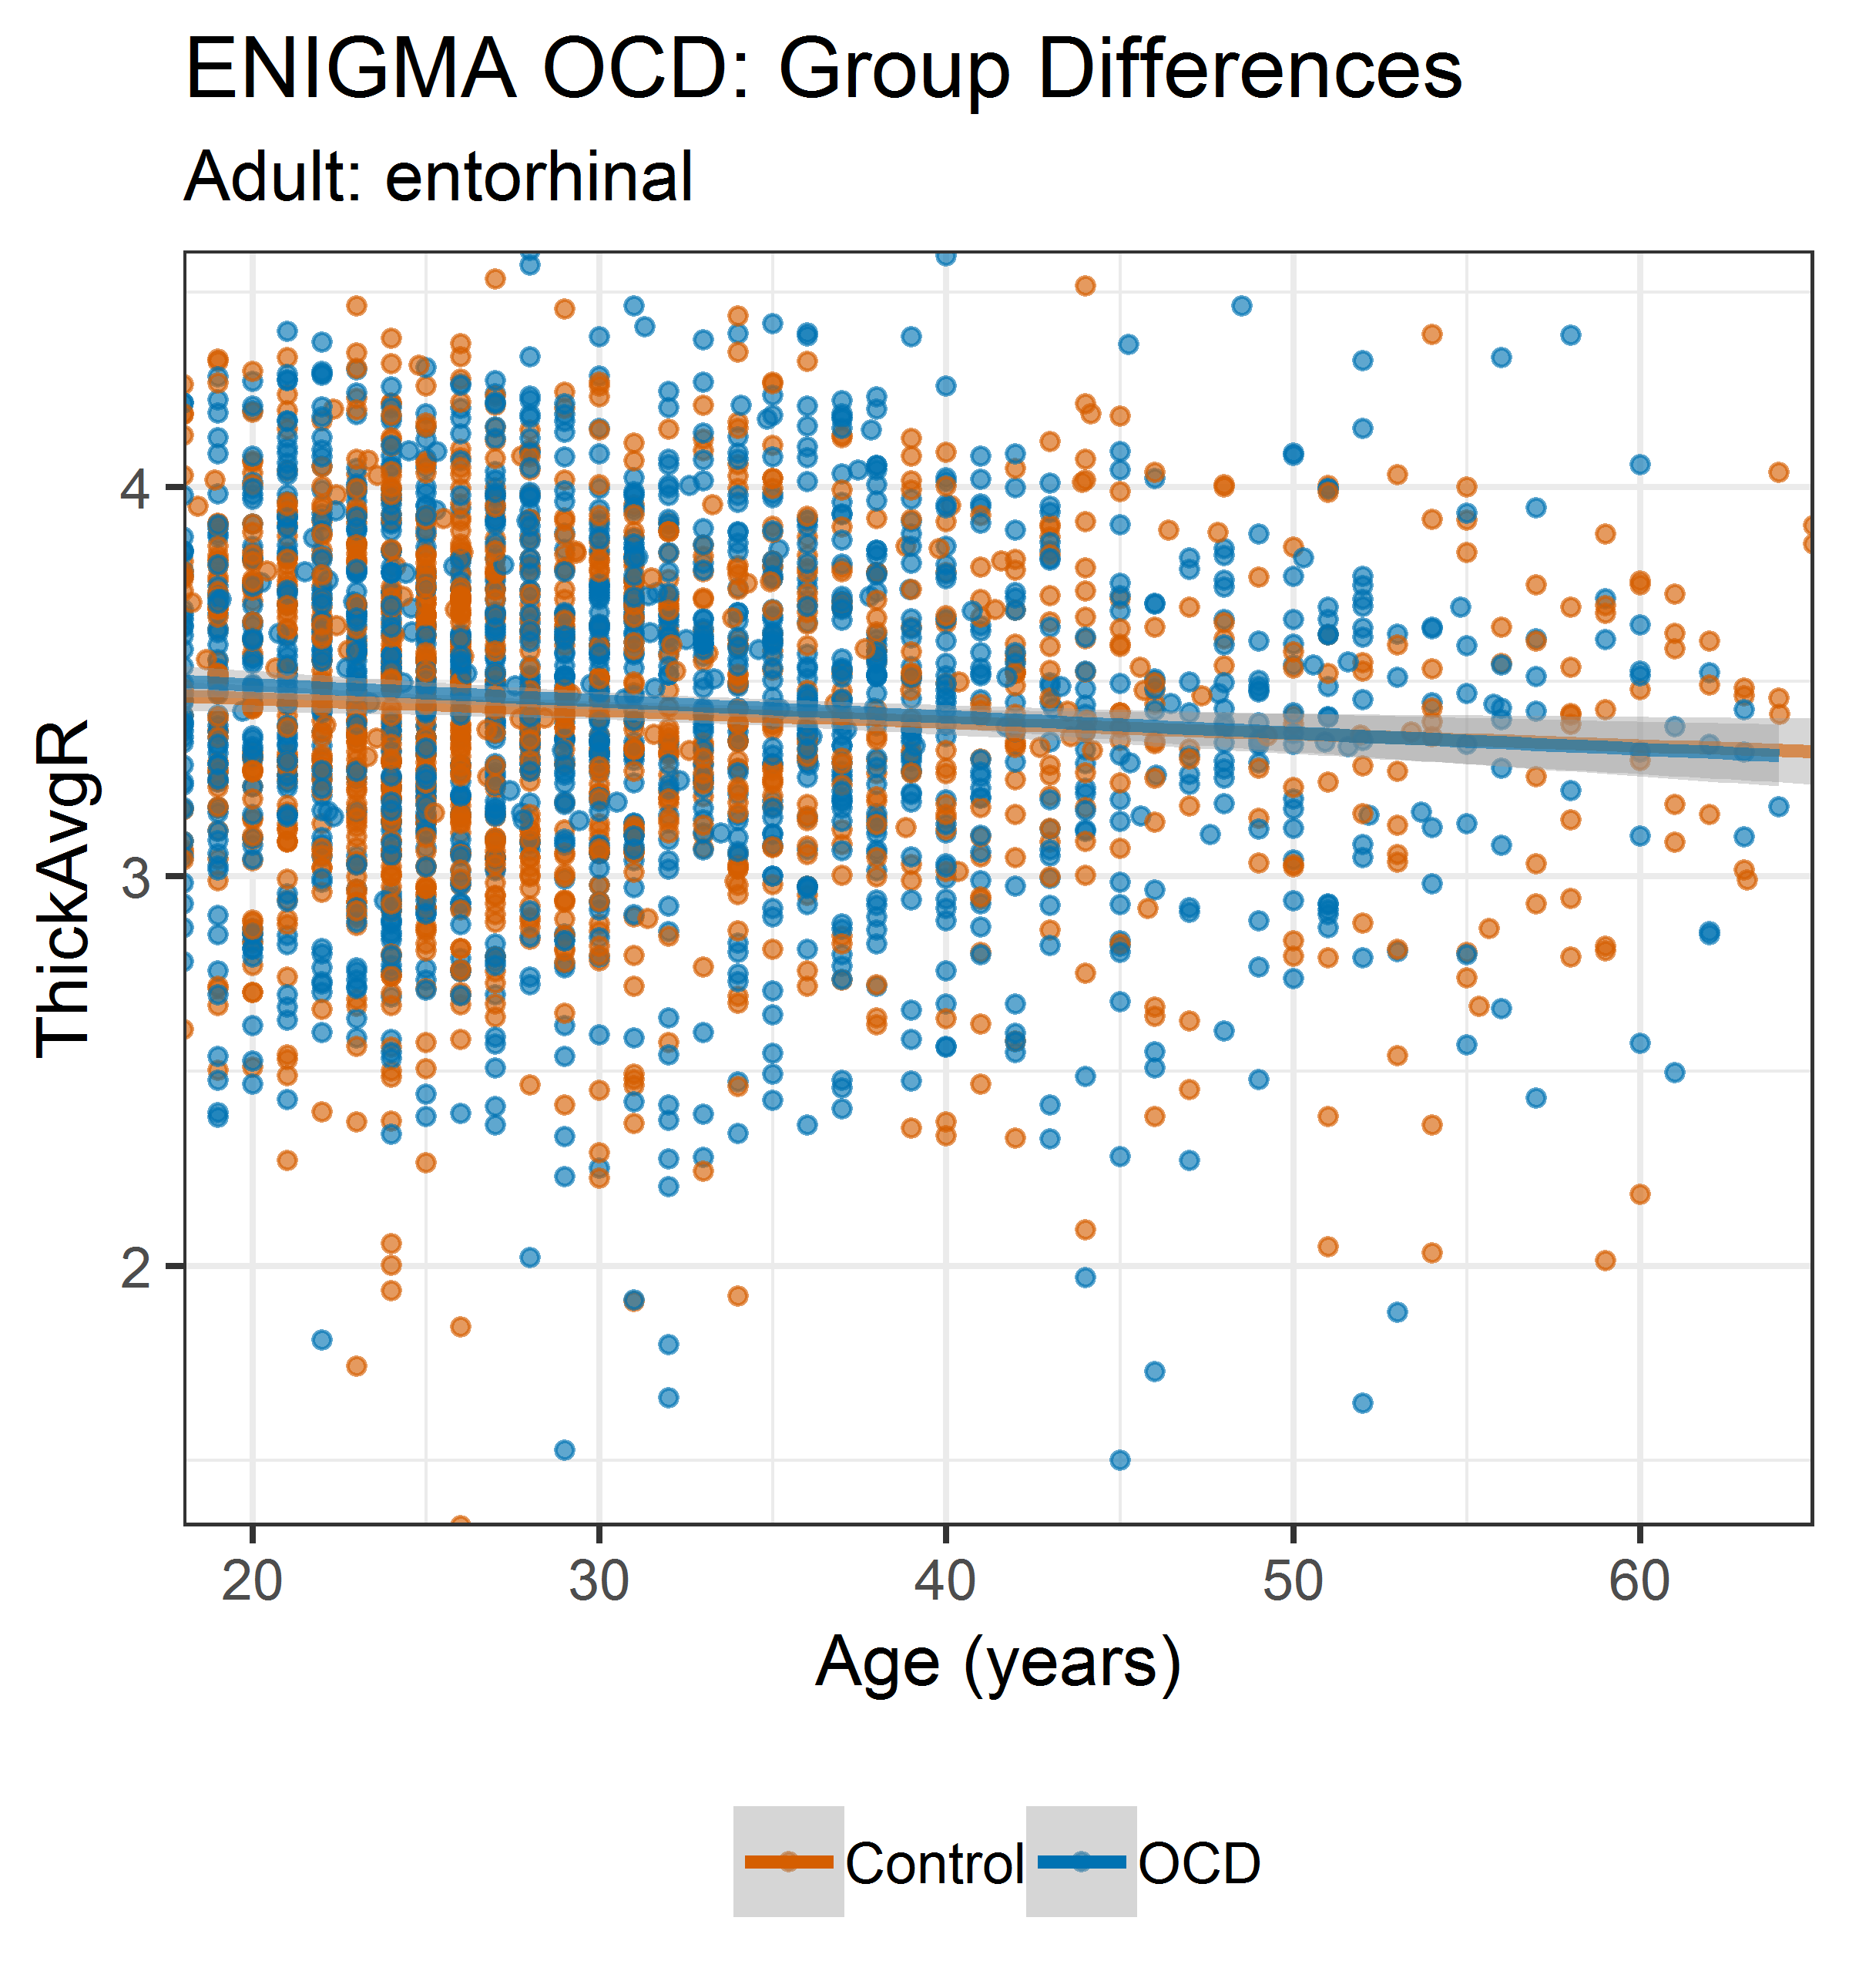 ENIGMA OCD: Group Differences
Adult: entorhinal
ThickAvgR
4
3
2
20 30 40 50 60
Age (years)
Control OCD